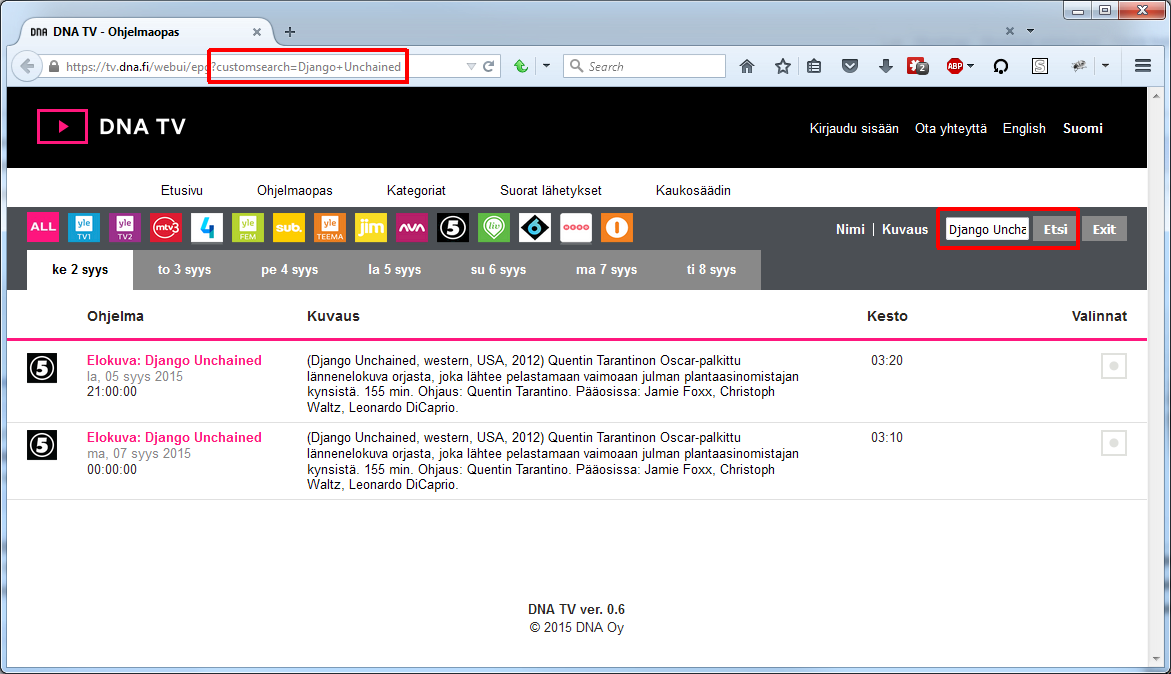 DNA DNA TV - Ohjelmaopas
https://tv.dna.fi/webui/epg?customsearch=Django+Unchained
Search
2
ABP
S
DNA TV
Kirjaudu sisään Ota yhteyttä English Suomi
Etusivu Ohjelmaopas Kategoriat Suorat lähetykset Kaukosäädin
ALL yle TV1 yle TV2 mtv3 4 yle FEM sub. yle TEEMA jim AVA 5 liv 6
Nimi | Kuvaus Django Uncha Etsi Exit
ke 2 syys to 3 syys pe 4 syys la 5 syys su 6 syys ma 7 syys ti 8 syys
Ohjelma Kuvaus Kesto Valinnat
5 Elokuva: Django Unchained
la, 05 syys 2015
21:00:00
(Django Unchained, western, USA, 2012) Quentin Tarantinon Oscar-palkittu
lännenelokuva orjasta, joka lähtee pelastamaan vaimoaan julman plantaasinomistajan
kynsistä. 155 min. Ohjaus: Quentin Tarantino. Pääosissa: Jamie Foxx, Christoph
Waltz, Leonardo DiCaprio.
03:20
5 Elokuva: Django Unchained
ma, 07 syys 2015
00:00:00
(Django Unchained, western, USA, 2012) Quentin Tarantinon Oscar-palkittu
lännenelokuva orjasta, joka lähtee pelastamaan vaimoaan julman plantaasinomistajan
kynsistä. 155 min. Ohjaus: Quentin Tarantino. Pääosissa: Jamie Foxx, Christoph
Waltz, Leonardo DiCaprio.
03:10
DNA TV ver. 0.6
© 2015 DNA Oy